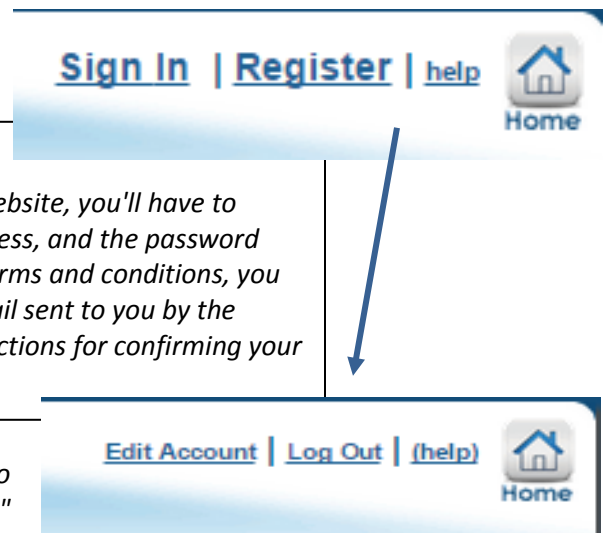 Sign In | Register | help
Home
ebsite, you'll have to
ess, and the password
rms and conditions, you
il sent to you by the
ctions for confirming your
Edit Account | Log Out | (help)
Home
o
"